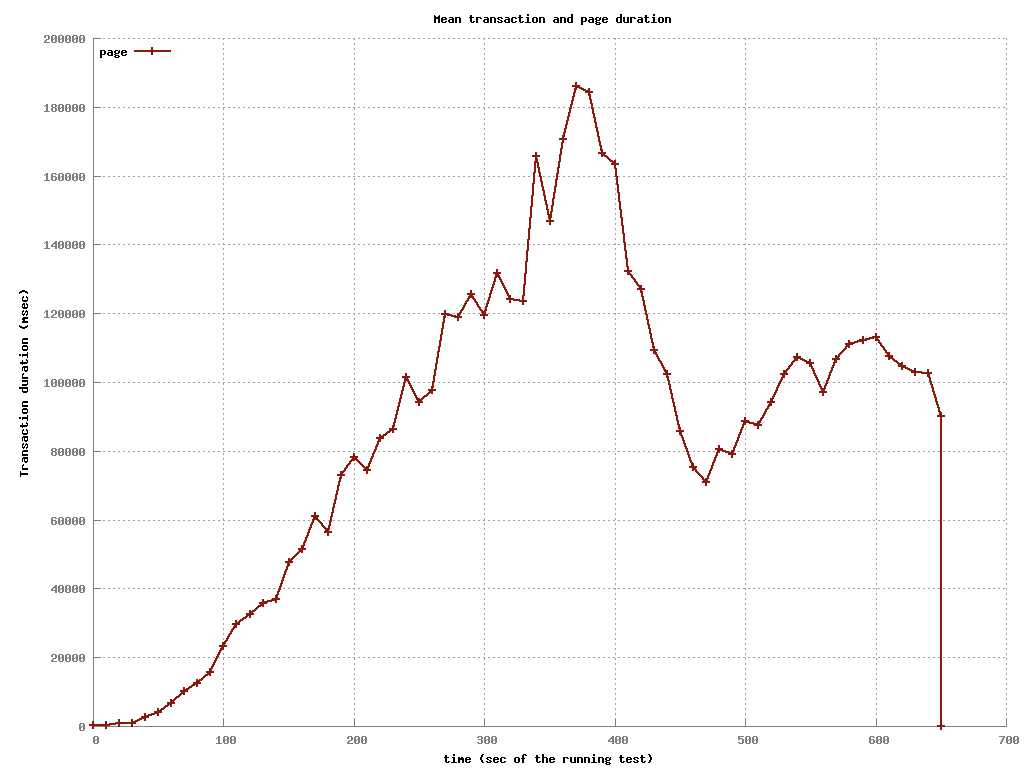 Mean transaction and page duration
200000
page
180000
160000
140000
120000
100000
80000
60000
40000
20000
0
Transaction duration (msec)
0 100 200 300 400 500 600 700
time (sec of the running test)